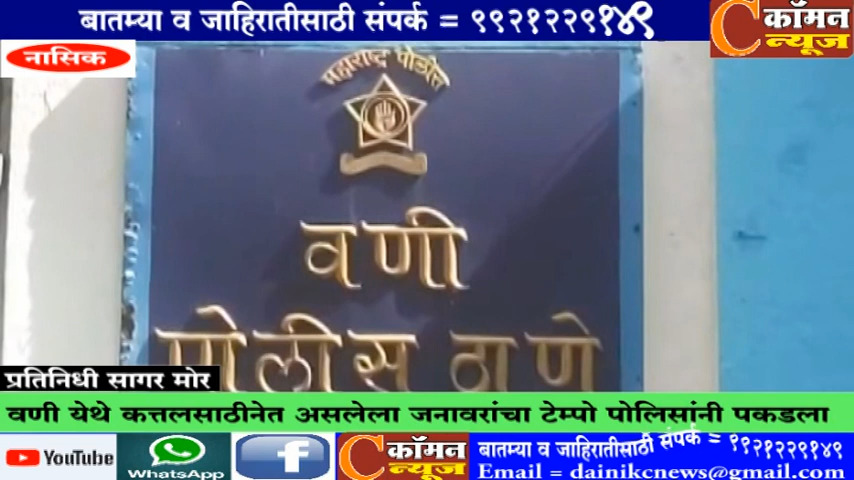 बातम्या व जाहिरातीसाठी संपर्क = ९९२१२२९१४९
कॉमन
न्यूज
नासिक
महाराष्ट्र पोलीस
वणी
पोलीस ठाणे
प्रतिनिधी सागर मोर
वणी येथे कत्तलसाठीनेत असलेला जनावरांचा टेम्पो पोलिसांनी पकडला
YouTube
WhatsApp
f
कॉमन
न्यूज
बातम्या व जाहिरातीसाठी संपर्क = ९९२१२२९१४९
Email = dainikcnews@gmail.com